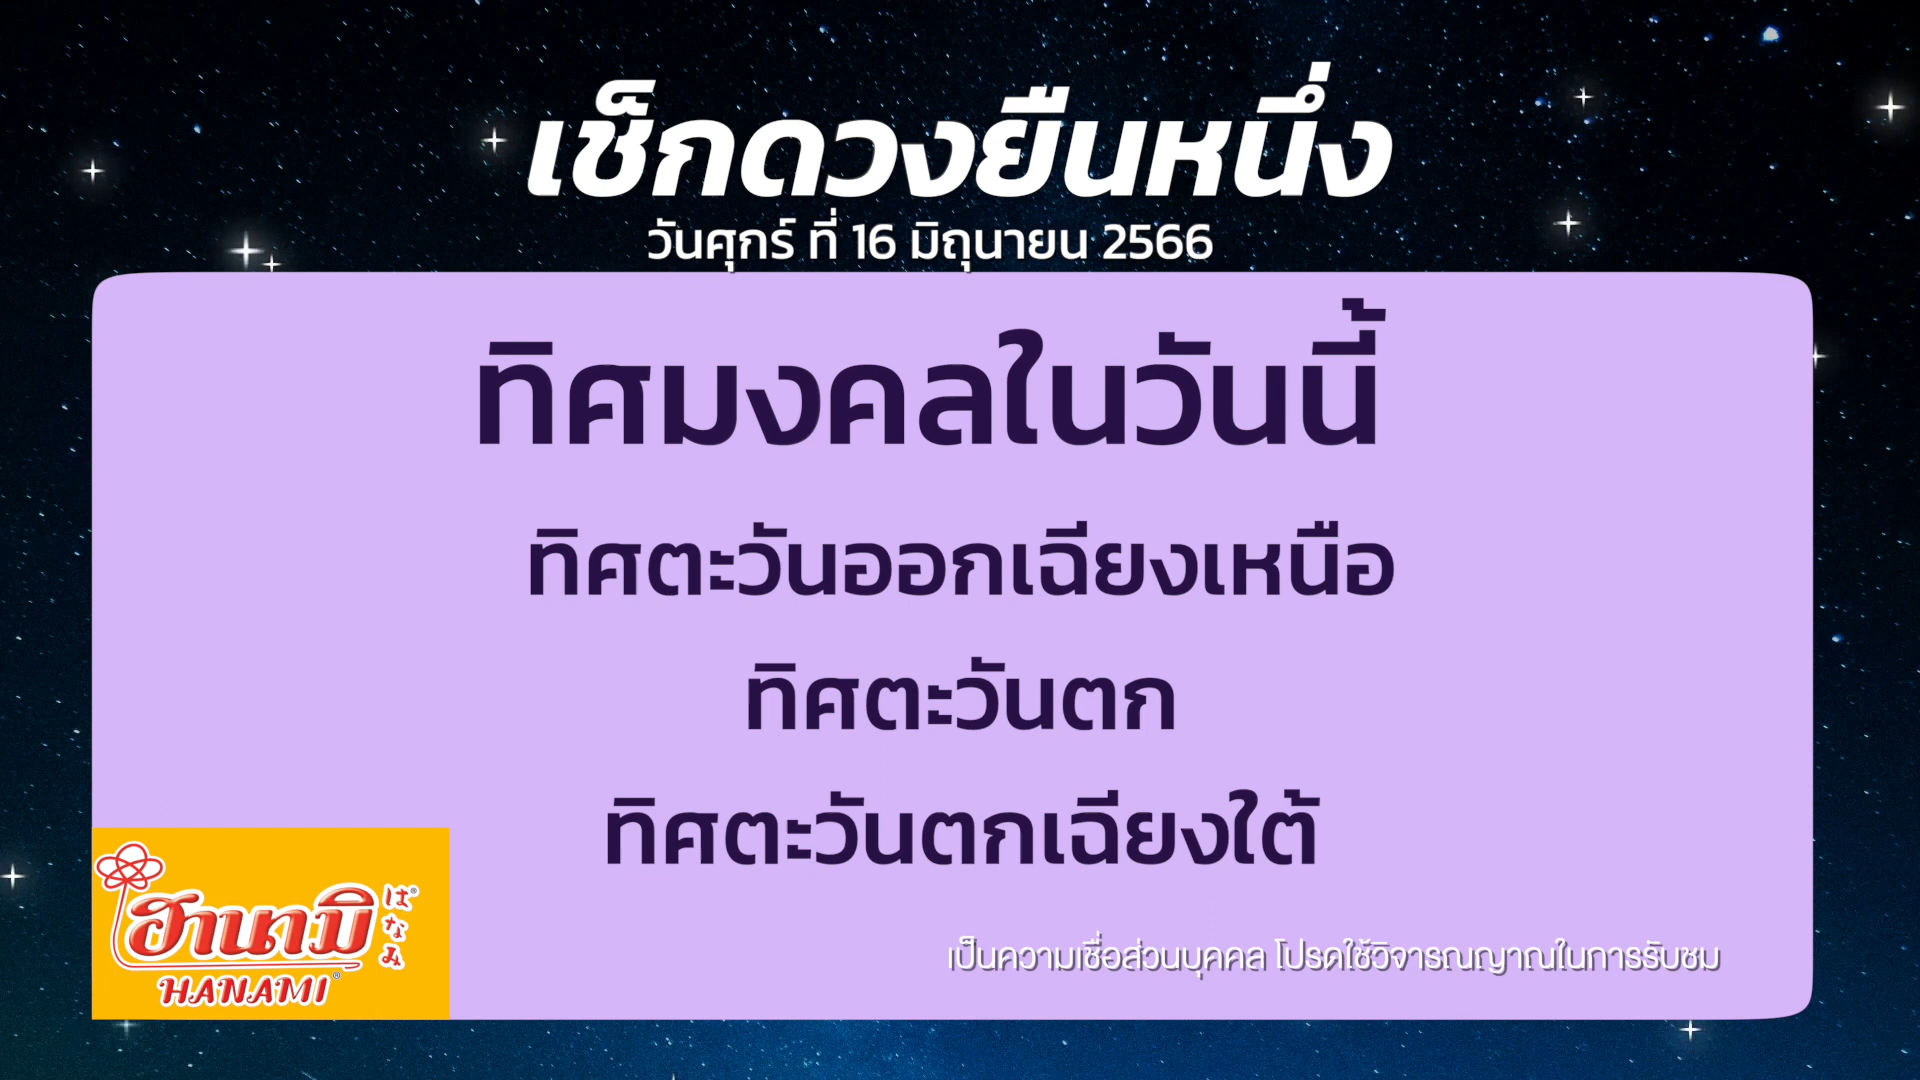 เช็กดวงยืนหนึ่ง
วันศุกร์ ที่ 16 มิถุนายน 2566
ทิศมงคลในวันนี้
ทิศตะวันออกเฉียงเหนือ
ทิศตะวันตก
ทิศตะวันตกเฉียงใต้
ฮานามิ
はなみ
HANAMI
เป็นความเชื่อส่วนบุคคล โปรดใช้วิจารณญาณในการรับชม